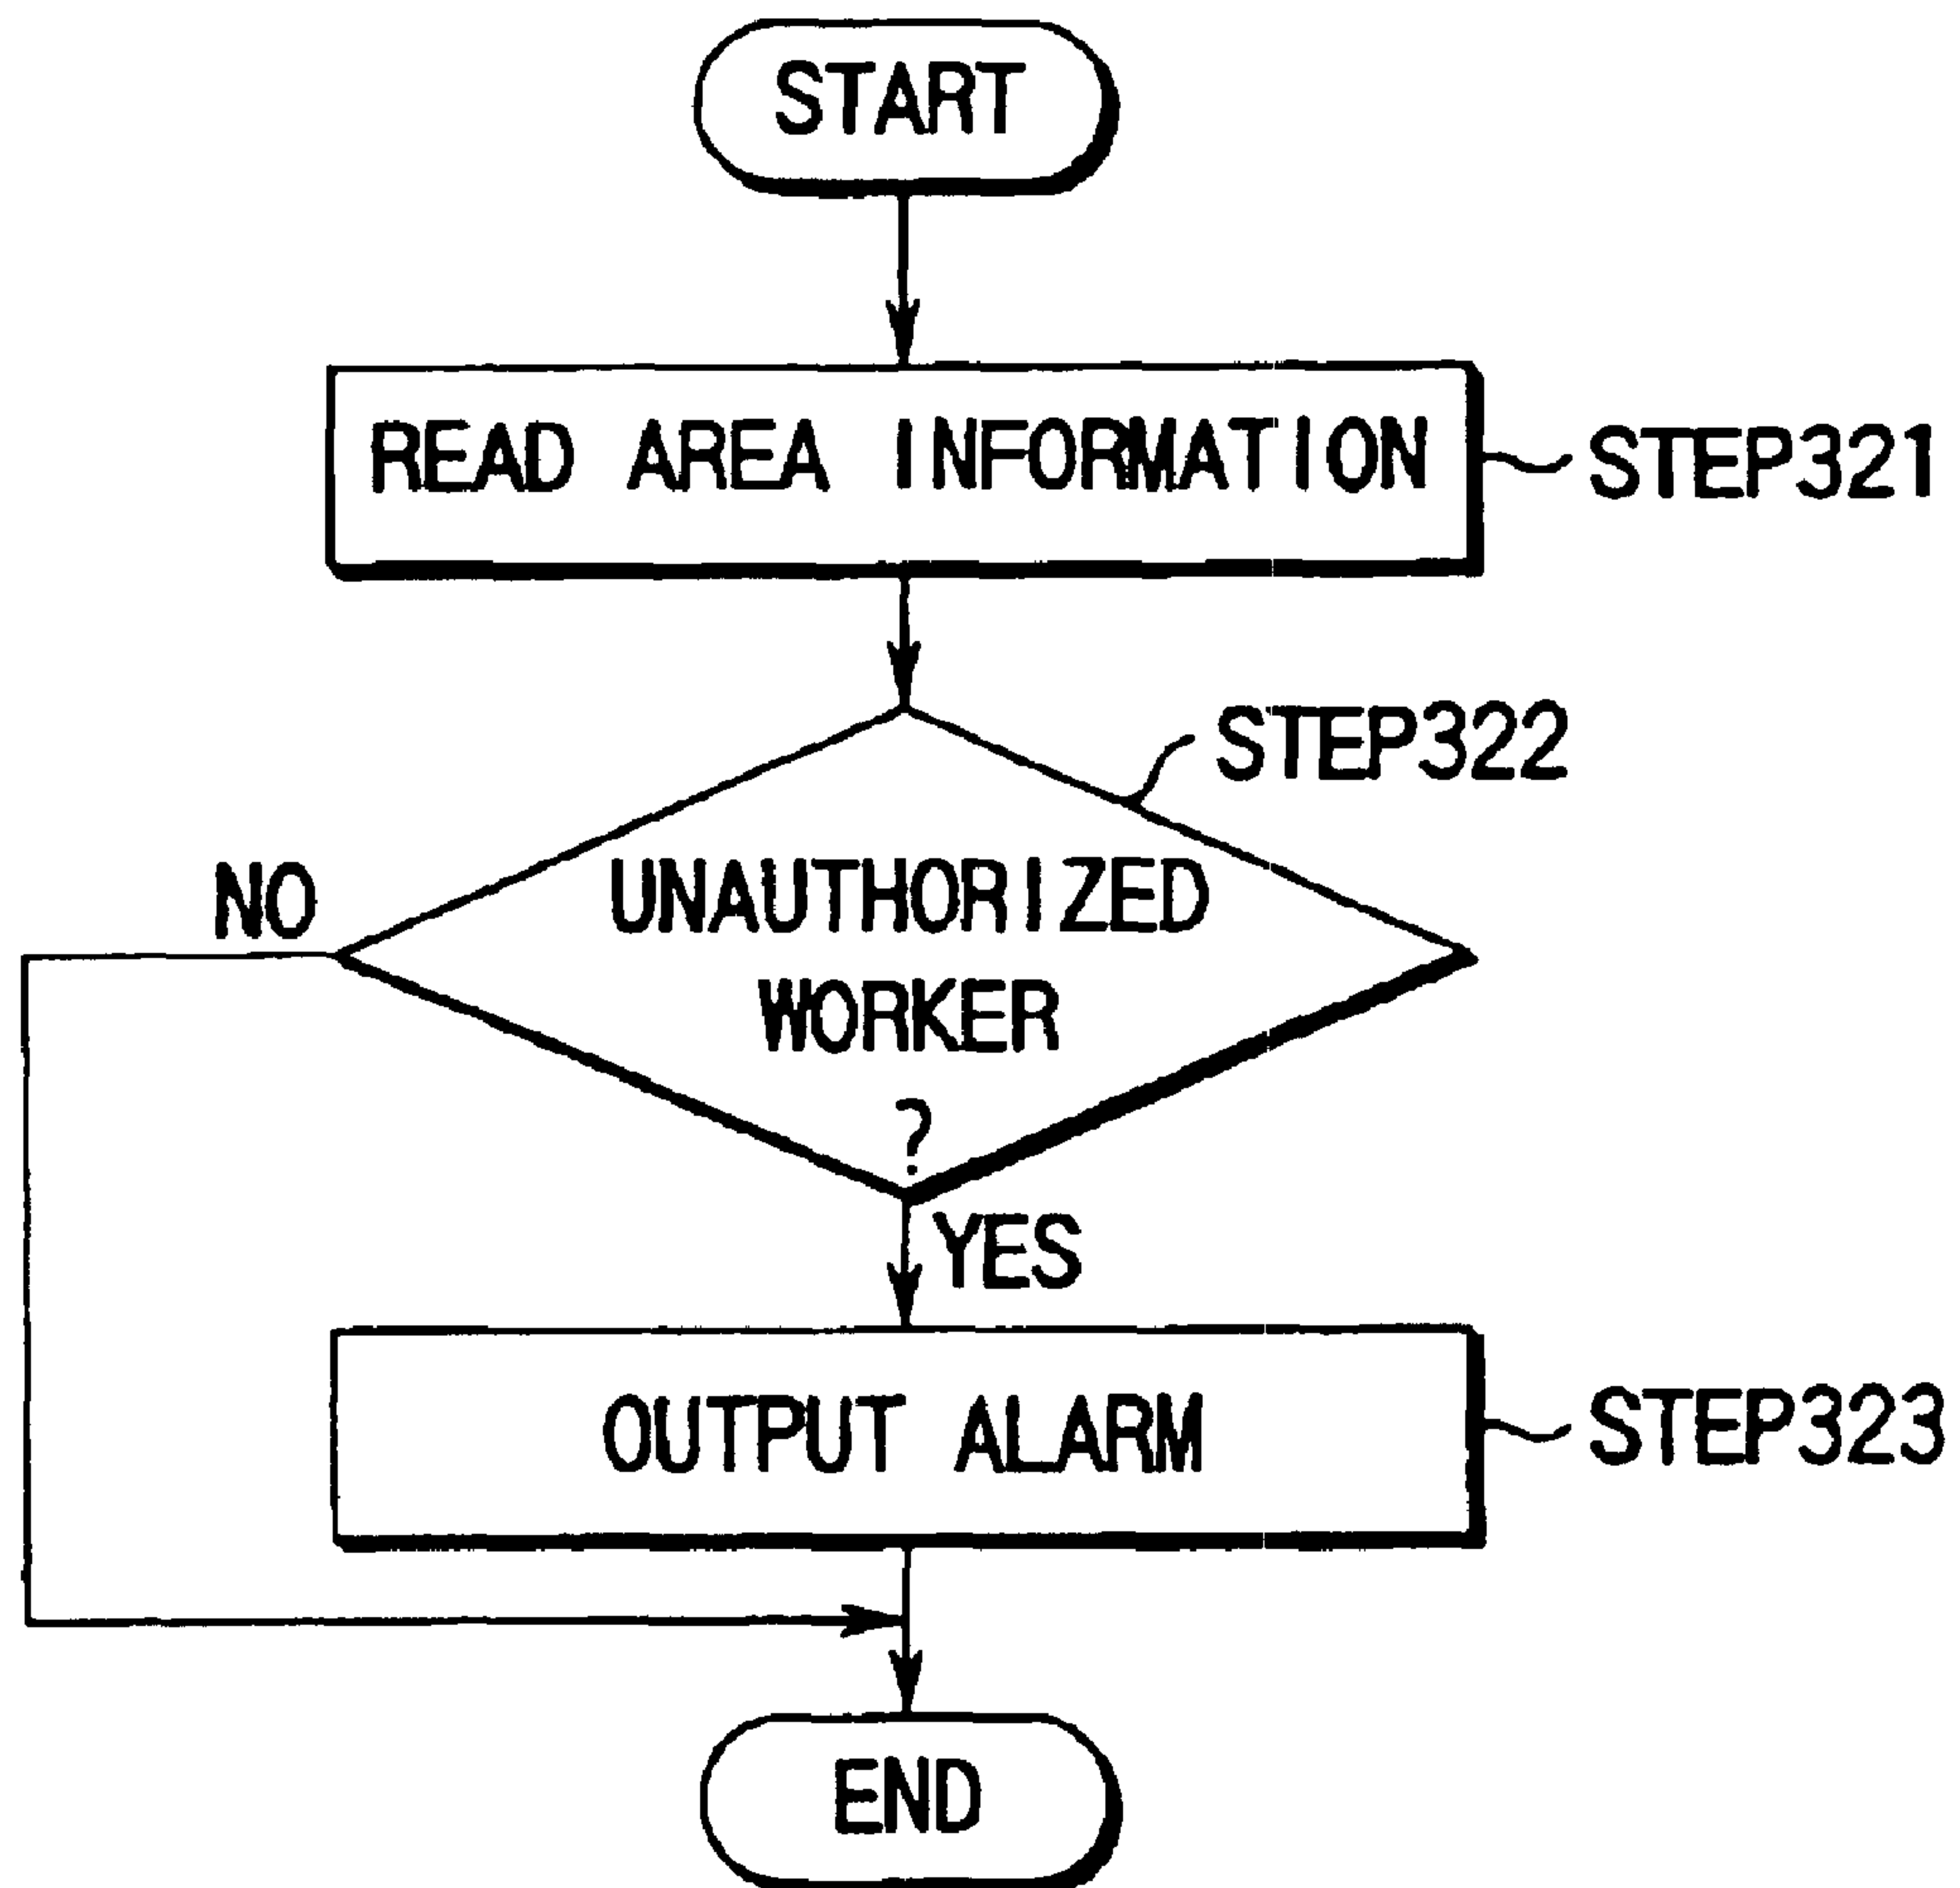 START
READ AREA INFORMATION
STEP321
STEP322
NO
UNAUTHORIZED
WORKER
?
YES
OUTPUT ALARM
STEP323
END